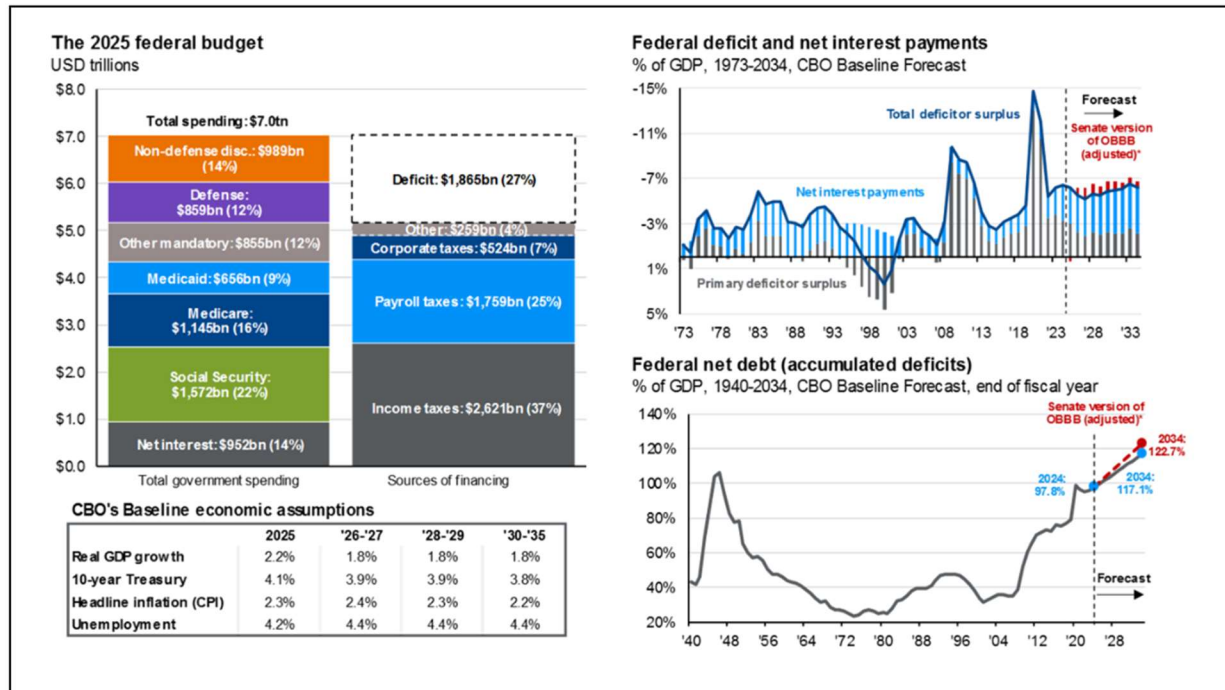 The 2025 federal budget
USD trillions
$8.0
$7.0
$6.0
$5.0
$4.0
$3.0
$2.0
$1.0
$0.0
Total spending: $7.0tn
Non-defense disc.: $989bn
(14%)
Defense:
$859bn (12%)
Other mandatory: $855bn (12%)
Medicaid: $656bn (9%)
Medicare:
$1,145bn (16%)
Social Security:
$1,572bn (22%)
Net interest: $952bn (14%)
Total government spending
Deficit: $1,865bn (27%)
Other: $259bn (4%)
Corporate taxes: $524bn (7%)
Payroll taxes: $1,759bn (25%)
Income taxes: $2,621bn (37%)
Sources of financing
CBO's Baseline economic assumptions
2025 '26-'27 '28-'29 '30-'35
Real GDP growth 2.2% 1.8% 1.8% 1.8%
10-year Treasury 4.1% 3.9% 3.9% 3.8%
Headline inflation (CPI) 2.3% 2.4% 2.3% 2.2%
Unemployment 4.2% 4.4% 4.4% 4.4%
Federal deficit and net interest payments
% of GDP, 1973-2034, CBO Baseline Forecast
-15%
-11%
-7%
-3%
1%
5%
Total deficit or surplus
Forecast
Senate version
of OBBB
(adjusted)*
Net interest payments
Primary deficit or surplus
'73 '78 '83 '88 '93 '98 '03 '08 '13 '18 '23 '28 '33
Federal net debt (accumulated deficits)
% of GDP, 1940-2034, CBO Baseline Forecast, end of fiscal year
140%
120%
100%
80%
60%
40%
20%
Senate version of
OBBB (adjusted)*
2034:
122.7%
2024:
97.8%
2034:
117.1%
Forecast
'40 '48 '56 '64 '72 '80 '88 '96 '04 '12 '20 '28